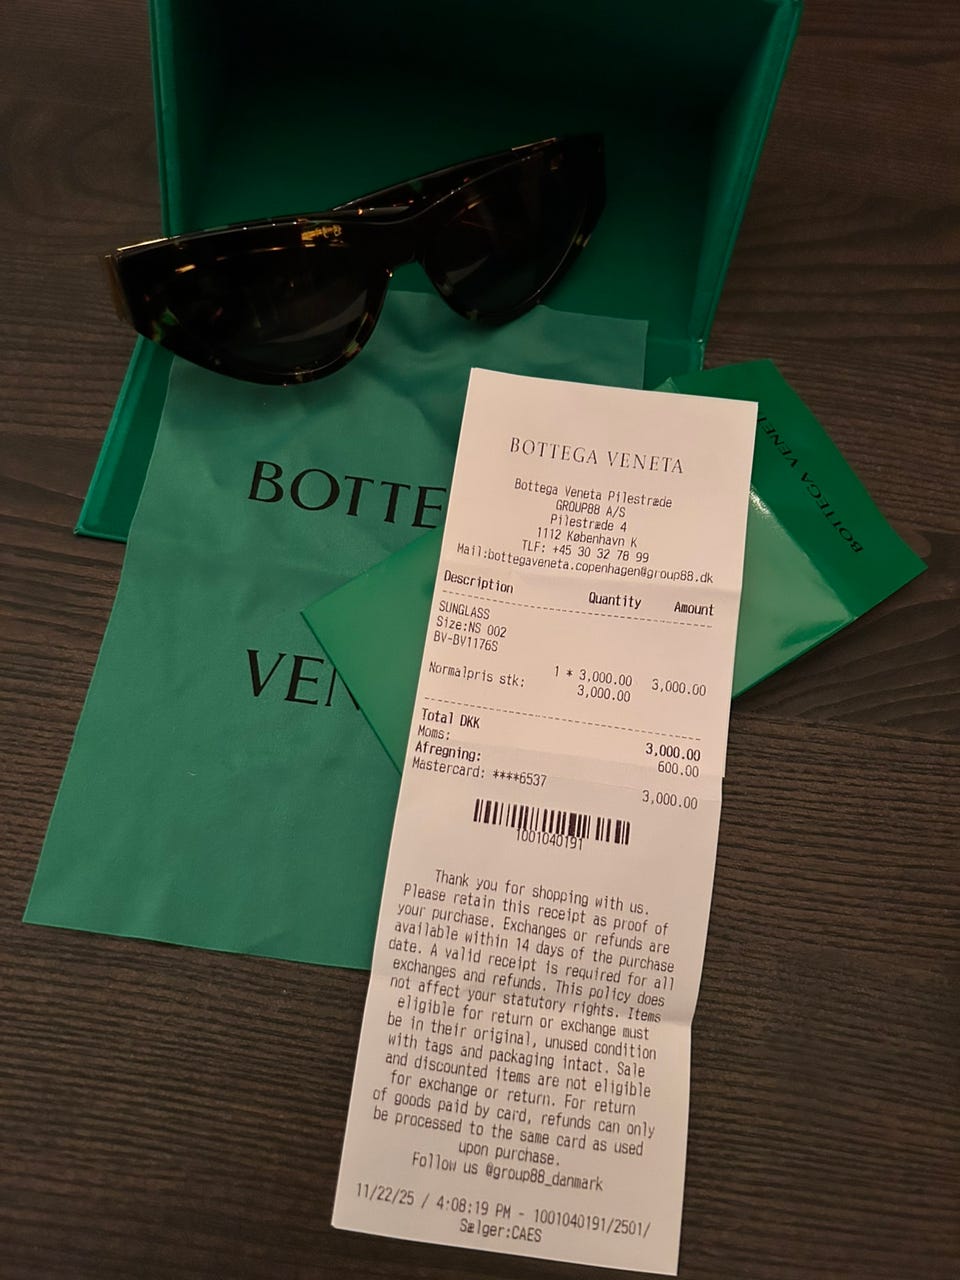 BOTTE
VEN
BOTTEGA VENETA
BOTTEGA VENETA
Bottega Veneta Pilestræde
GROUP88 A/S
Pilestræde 4
1112 København K
TLF: +45 30 32 78 99
Mail:bottegaveneta.copenhagen@group88.dk
Description Quantity Amount
SUNGLASS
Size:NS 002
BV-BV1176S
1 * 3,000.00 3,000.00
Normalpris stk: 3,000.00
Total DKK 3,000.00
Moms: 600.00
Afregning:
Mastercard: ****6537 3,000.00
1001040191
Thank you for shopping with us.
Please retain this receipt as proof of
your purchase. Exchanges or refunds are
available within 14 days of the purchase
date. A valid receipt is required for all
exchanges and refunds. This policy does
not affect your statutory rights. Items
eligible for return or exchange must
be in their original, unused condition
with tags and packaging intact. Sale
and discounted items are not eligible
for exchange or return. For return
of goods paid by card, refunds can only
be processed to the same card as used
upon purchase.
Follow us @group88_danmark
11/22/25 / 4:08:19 PM - 1001040191/2501/
Sælger:CAES